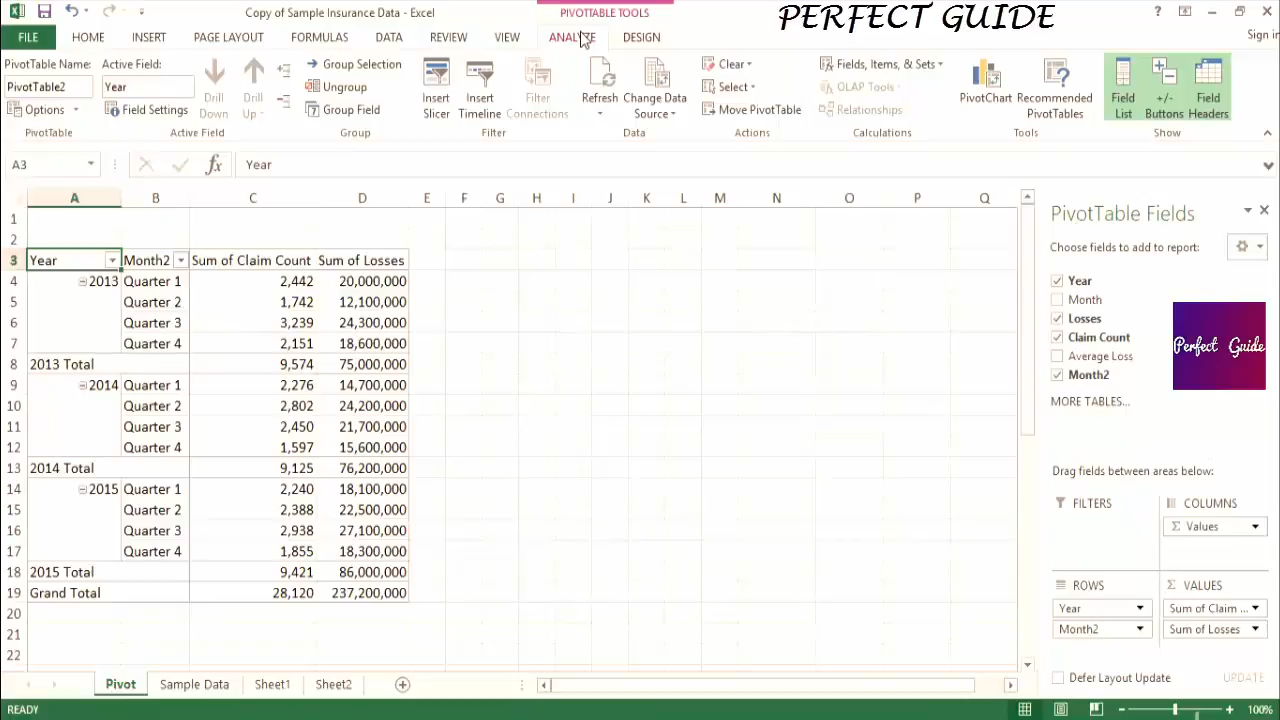 Copy of Sample Insurance Data - Excel
PIVOTTABLE TOOLS
PERFECT GUIDE
?
FILE HOME INSERT PAGE LAYOUT FORMULAS DATA REVIEW VIEW ANALYZE DESIGN
Sign in
PivotTable Name:
PivotTable2
Options
PivotTable
Active Field:
Year
Field Settings
Drill Down
Drill Up
Active Field
Group Selection
Ungroup
Group Field
Group
Insert Slicer
Insert Timeline
Filter Connections
Filter
Refresh
Change Data Source
Data
Clear
Select
Move PivotTable
Actions
Fields, Items, & Sets
OLAP Tools
Relationships
Calculations
PivotChart
Recommended PivotTables
Tools
Field List
+/- Buttons
Field Headers
Show
A3 fx Year
A B C D E F G H I J K L M N O P Q
1
2
3 Year Month2 Sum of Claim Count Sum of Losses
4 2013 Quarter 1 2,442 20,000,000
5 Quarter 2 1,742 12,100,000
6 Quarter 3 3,239 24,300,000
7 Quarter 4 2,151 18,600,000
8 2013 Total 9,574 75,000,000
9 2014 Quarter 1 2,276 14,700,000
10 Quarter 2 2,802 24,200,000
11 Quarter 3 2,450 21,700,000
12 Quarter 4 1,597 15,600,000
13 2014 Total 9,125 76,200,000
14 2015 Quarter 1 2,240 18,100,000
15 Quarter 2 2,388 22,500,000
16 Quarter 3 2,938 27,100,000
17 Quarter 4 1,855 18,300,000
18 2015 Total 9,421 86,000,000
19 Grand Total 28,120 237,200,000
20
21
22
PivotTable Fields
Choose fields to add to report:
Year
Month
Losses
Claim Count
Average Loss
Month2
MORE TABLES...
Perfect Guide
Drag fields between areas below:
FILTERS
COLUMNS
Σ Values
ROWS
Year
Month2
Σ VALUES
Sum of Claim ...
Sum of Losses
Defer Layout Update UPDATE
Pivot Sample Data Sheet1 Sheet2
READY
100%